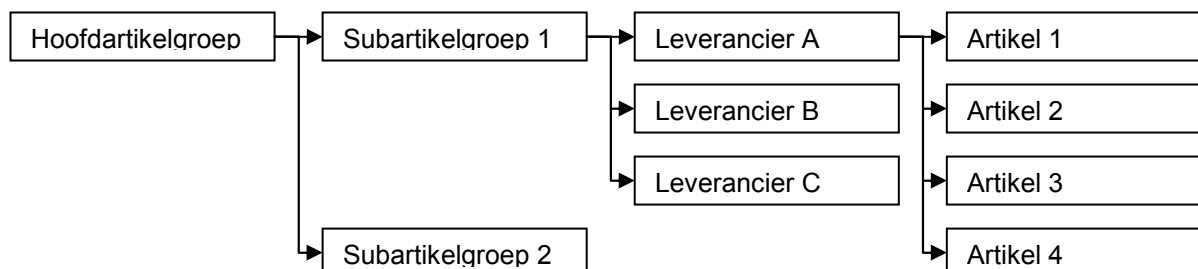 Hoofdartikelgroep Subartikelgroep 1 Leverancier A Artikel 1
Leverancier B Artikel 2
Leverancier C Artikel 3
Subartikelgroep 2 Artikel 4